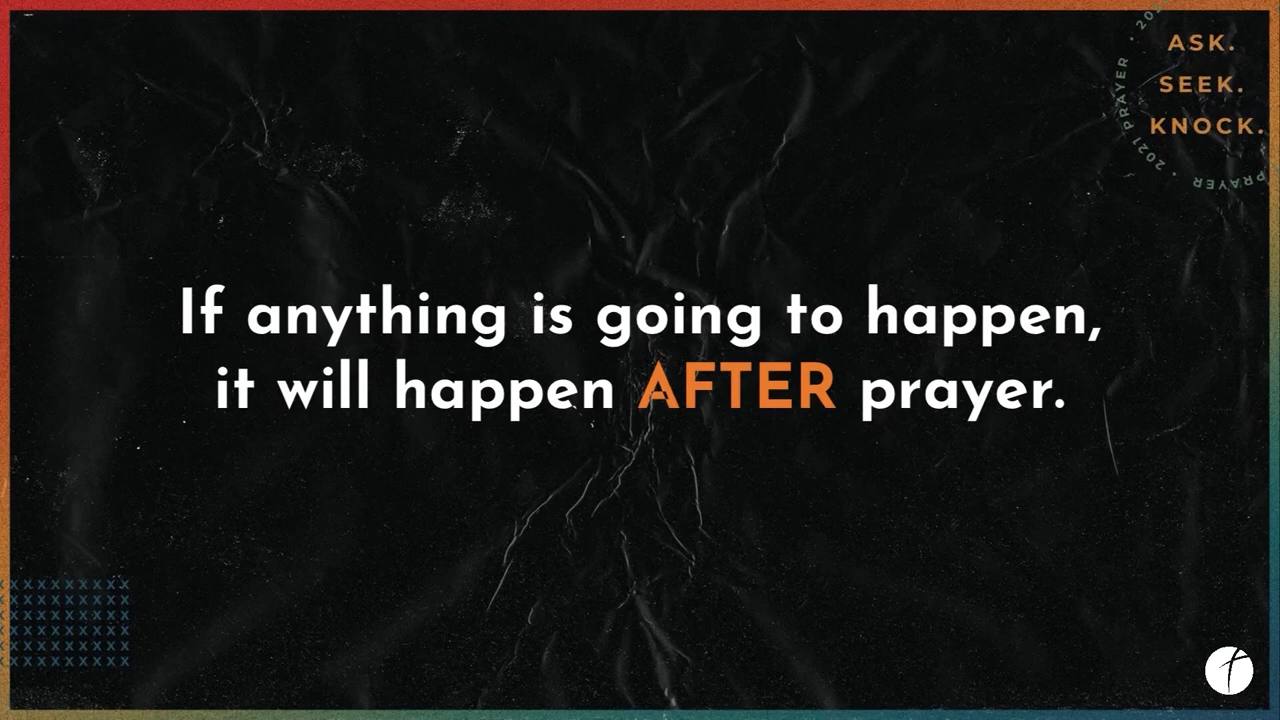 ASK.
SEEK.
KNOCK.
2021 PRAYER • 2021 PRAYER
If anything is going to happen,
it will happen AFTER prayer.
x x x x x x x x x x
x x x x x x x x x x
x x x x x x x x x x
x x x x x x x x x x
x x x x x x x x x x
x x x x x x x x x x